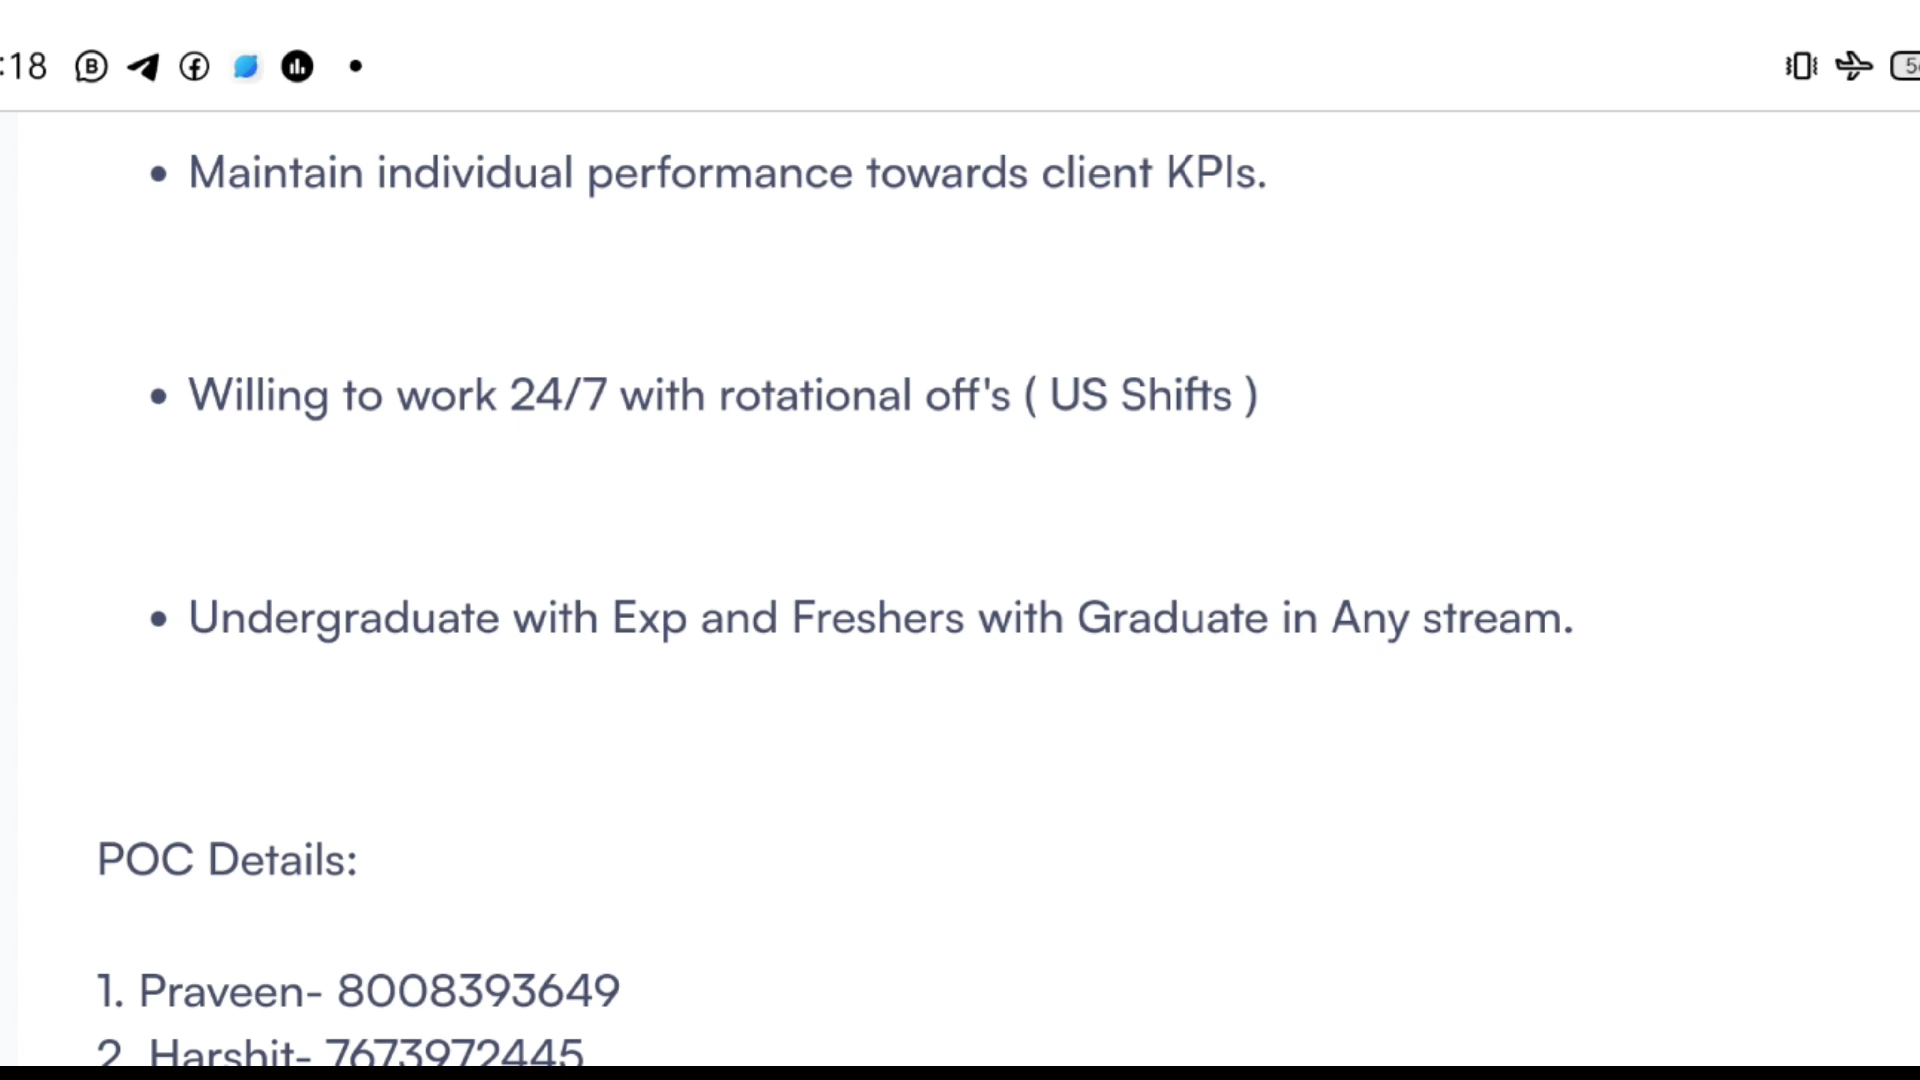 :18
• Maintain individual performance towards client KPIs.
• Willing to work 24/7 with rotational off's ( US Shifts )
• Undergraduate with Exp and Freshers with Graduate in Any stream.
POC Details:
1. Praveen- 8008393649
2. Harshit- 7673972445